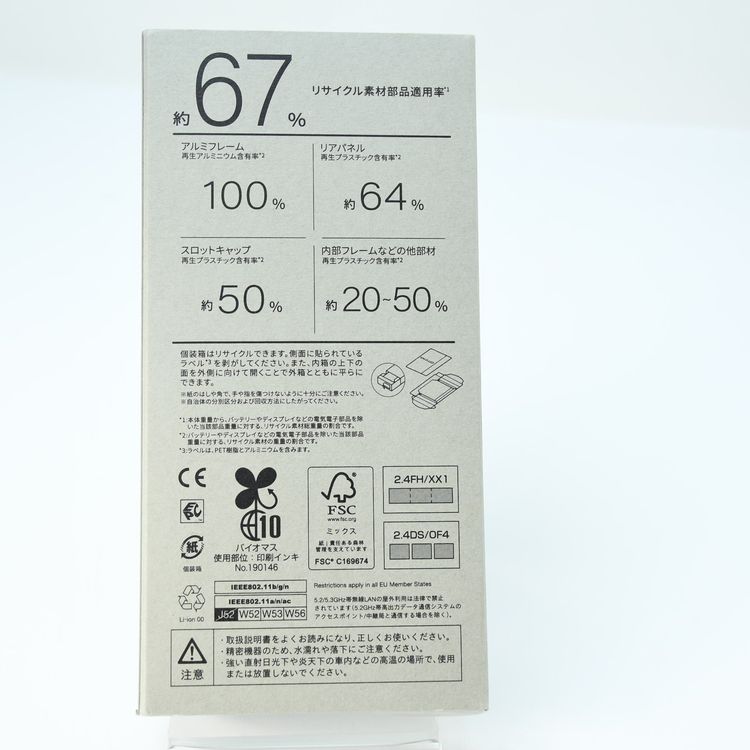 約67% リサイクル素材部品適用率*1
アルミフレーム
再生アルミニウム含有率*2
100%
リアパネル
再生プラスチック含有率*2
約64%
スロットキャップ
再生プラスチック含有率*2
約50%
内部フレームなどの他部材
再生プラスチック含有率*2
約20~50%
個装箱はリサイクルできます。側面に貼られている
ラベル*3を剥がしてください。また、内箱の上下の
面を外側に向けて開くことで外箱とともに平らに
できます。
※紙のはしや角で、手や指を傷つけないように十分にご注意ください。
※自治体の分別区分および回収方法にしたがってください。
*1:本体重量から、バッテリーやディスプレイなどの電気電子部品を除
いた当該部品重量に対する、リサイクル素材総重量の割合です。
*2:バッテリーやディスプレイなどの電気電子部品を除いた当該部品
重量に対する、リサイクル素材の重量の割合です。
*3:ラベルは、PET樹脂とアルミニウムを含みます。
CE
紙
個装箱
Li-ion 00
10
バイオマス
使用部位:印刷インキ
No.190146
FSC
www.fsc.org
ミックス
紙|責任ある森林
管理を支えています
FSC® C169674
2.4FH/XX1
2.4DS/OF4
IEEE802.11b/g/n
IEEE802.11a/n/ac
J52 W52 W53 W56
Restrictions apply in all EU Member States
5.2/5.3GHz帯無線LANの屋外利用は法律で禁止
されています(5.2GHz帯高出力データ通信システムの
アクセスポイント/中継局と通信する場合を除く)。
注意
・取扱説明書をよくお読みになり、正しくお使いください。
・精密機器のため、水濡れや落下にご注意ください。
・強い直射日光下や炎天下の車内などの高温の場所で、使用
または放置しないでください。